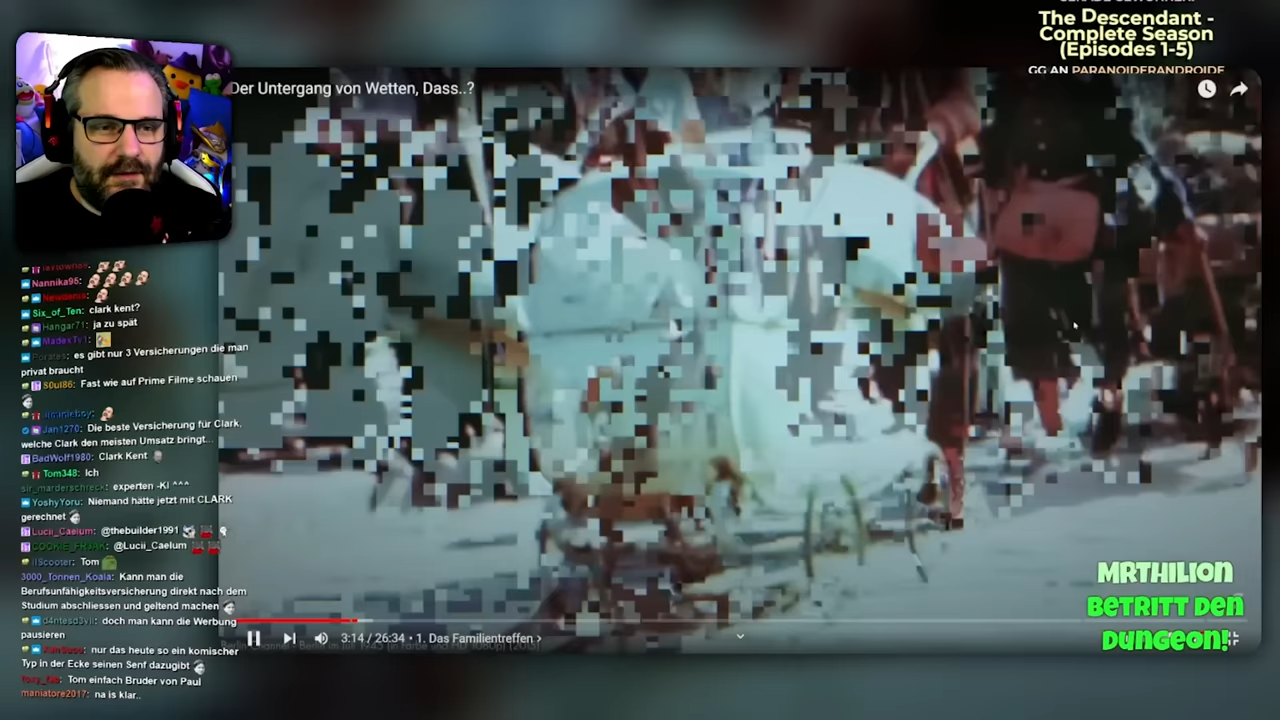 The Descendant -
Complete Season
(Episodes 1-5)
GG AN PARANOIDERANDROIDE
Der Untergang von Wetten, Dass..?
Nannika96:
Six_of_Ten: clark kent?
Hangar71: ja zu spät
MadexTv1:
es gibt nur 3 Versicherungen die man
privat braucht
S0ul86: Fast wie auf Prime Filme schauen
Jan1270: Die beste Versicherung für Clark,
welche Clark den meisten Umsatz bringt...
BadWolf1980: Clark Kent
Tom348: Ich
sir_marderschreck: experten -KI ^^^
YoshyYoru: Niemand hätte jetzt mit CLARK
gerechnet
Lucii_Caelum: @thebuilder1991
@Lucii_Caelum
IIScooter: Tom
3000_Tonnen_Koala: Kann man die
Berufsunfähigkeitsversicherung direkt nach dem
Studium abschliessen und geltend machen
d4ntesd3vil: doch man kann die Werbung
pausieren
nur das heute so ein komischer
Typ in der Ecke seinen Senf dazugibt
Tom einfach Bruder von Paul
maniatore2017: na is klar..
3:14 / 26:34 • 1. Das Familientreffen ›
MRTHILION
BETRITT DEN
DUNGEON!